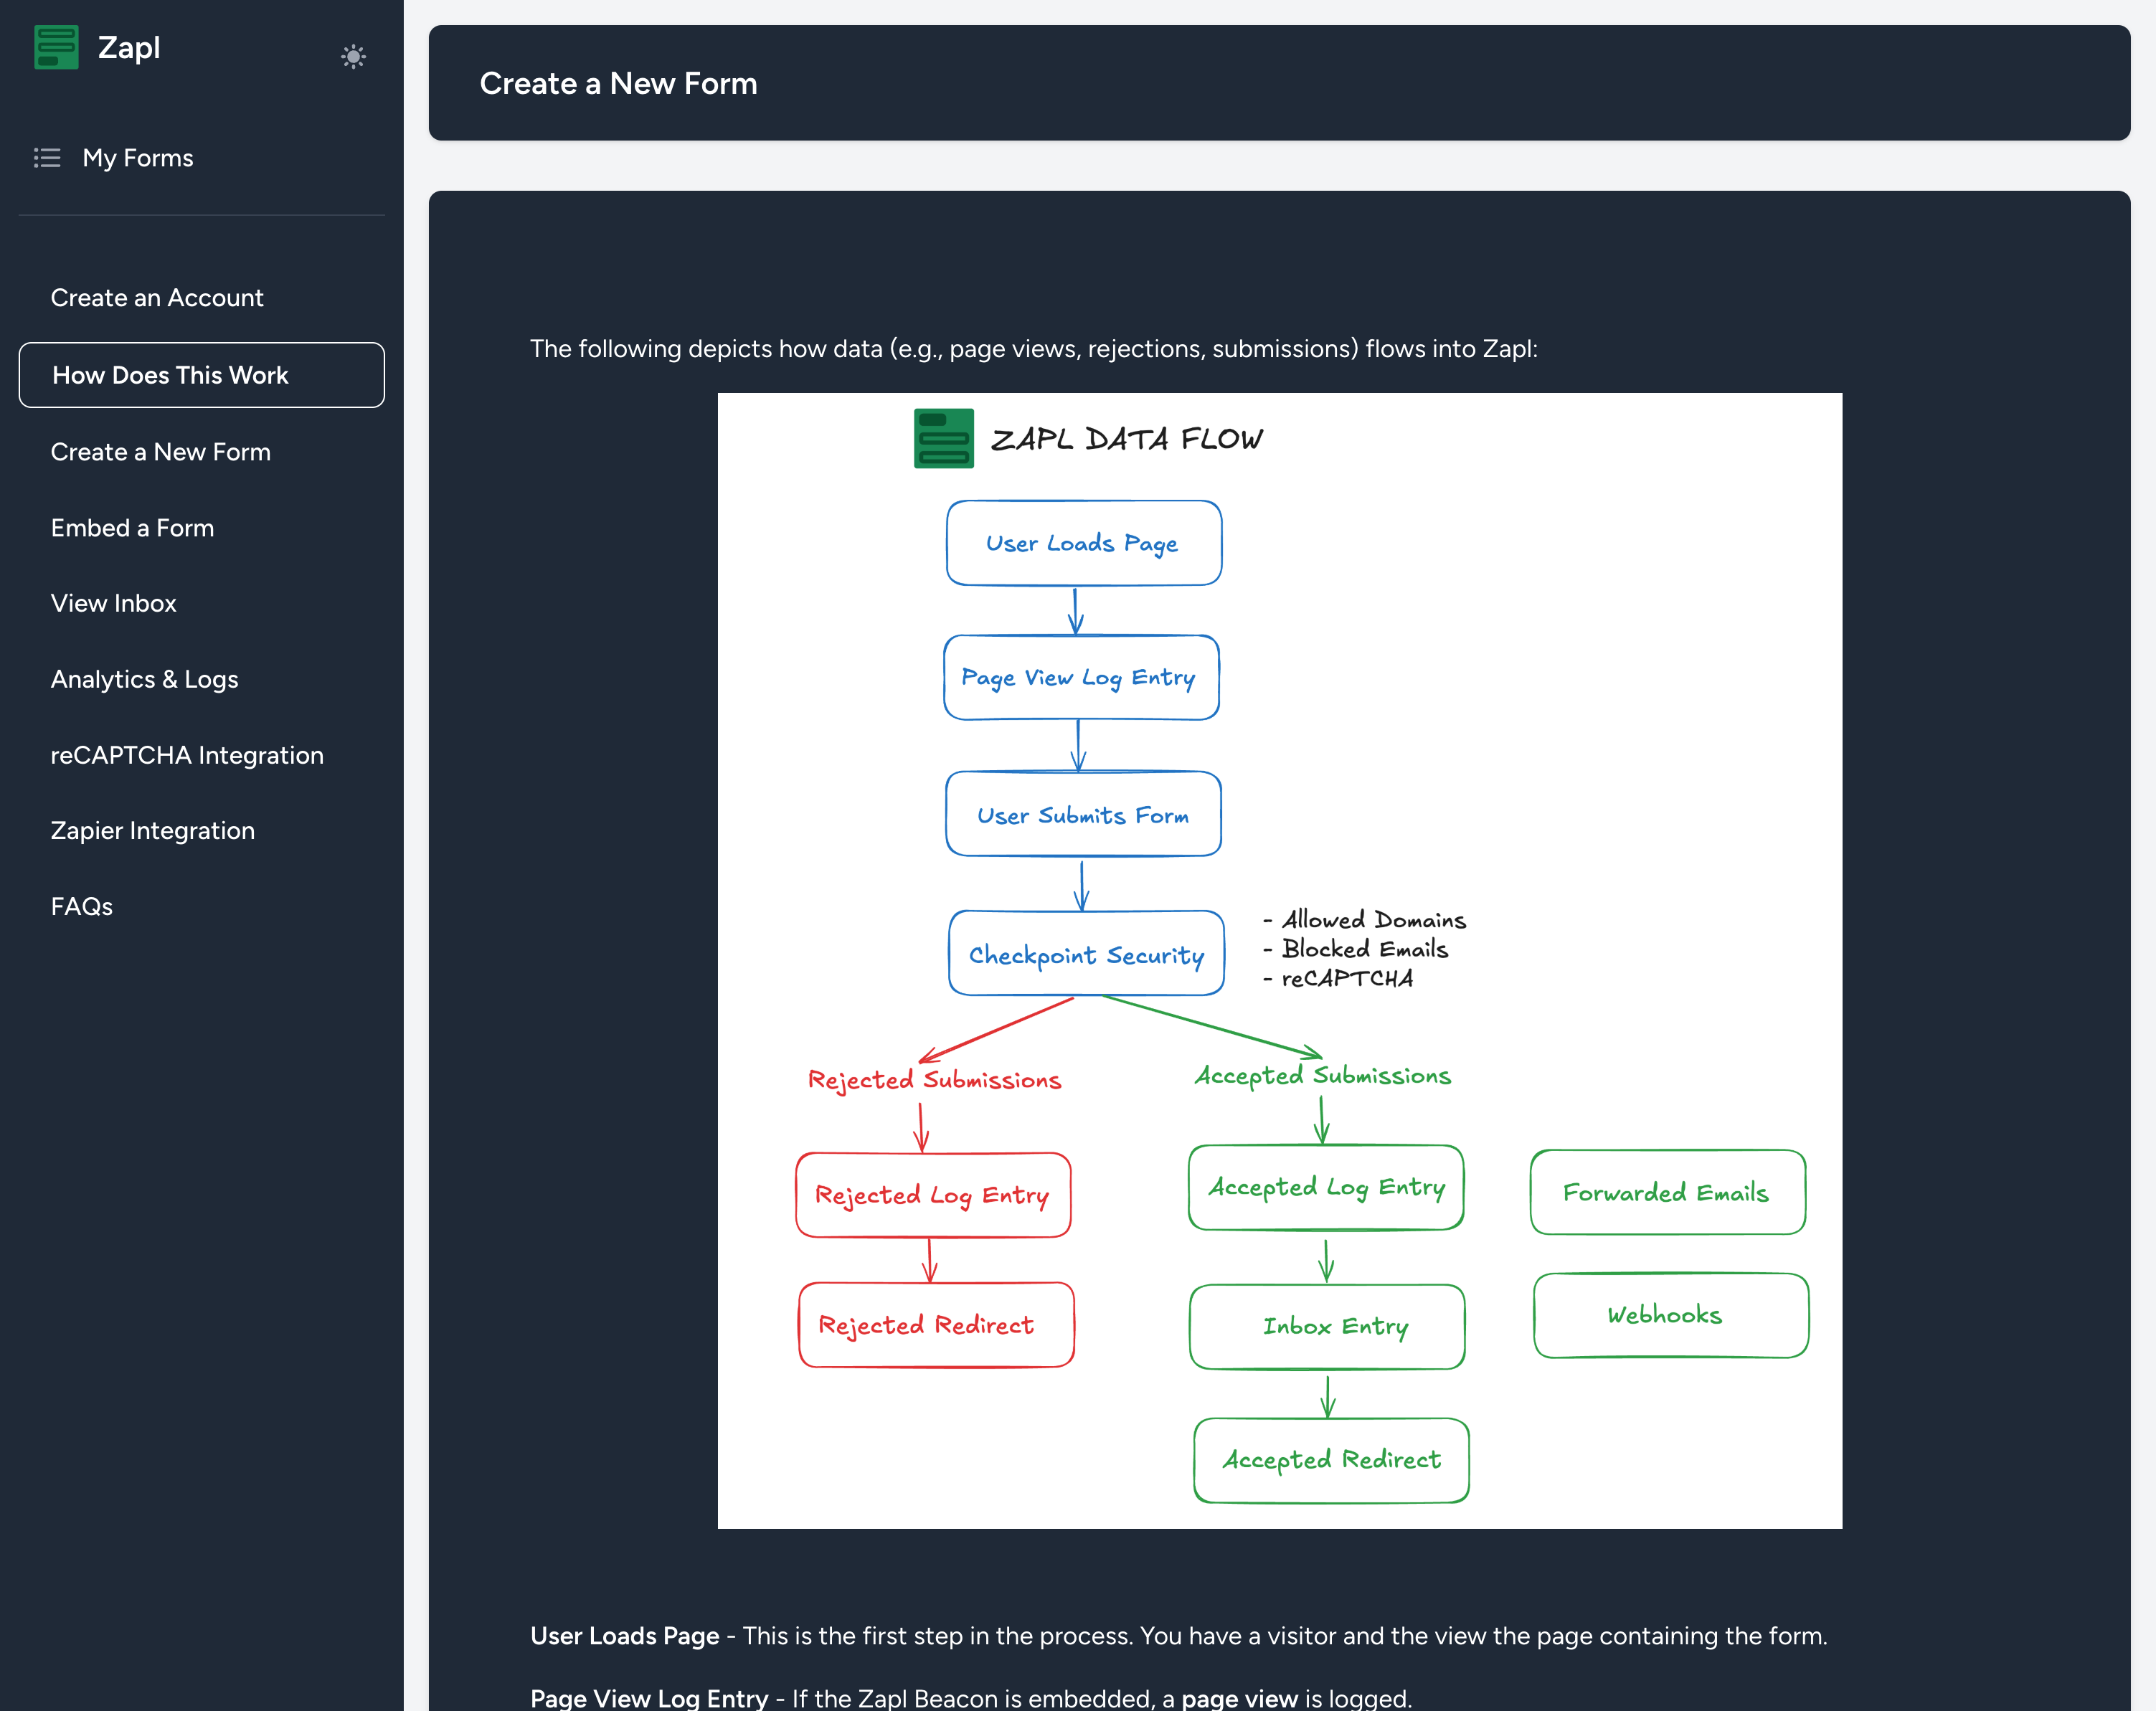 Zapl
My Forms
Create an Account
How Does This Work
Create a New Form
Embed a Form
View Inbox
Analytics & Logs
reCAPTCHA Integration
Zapier Integration
FAQs
Create a New Form
The following depicts how data (e.g., page views, rejections, submissions) flows into Zapl:
ZAPL DATA FLOW
User Loads Page
Page View Log Entry
User Submits Form
Checkpoint Security
- Allowed Domains
- Blocked Emails
- reCAPTCHA
Rejected Submissions
Accepted Submissions
Rejected Log Entry
Accepted Log Entry
Forwarded Emails
Rejected Redirect
Inbox Entry
Webhooks
Accepted Redirect
User Loads Page - This is the first step in the process. You have a visitor and the view the page containing the form.
Page View Log Entry - If the Zapl Beacon is embedded, a page view is logged.